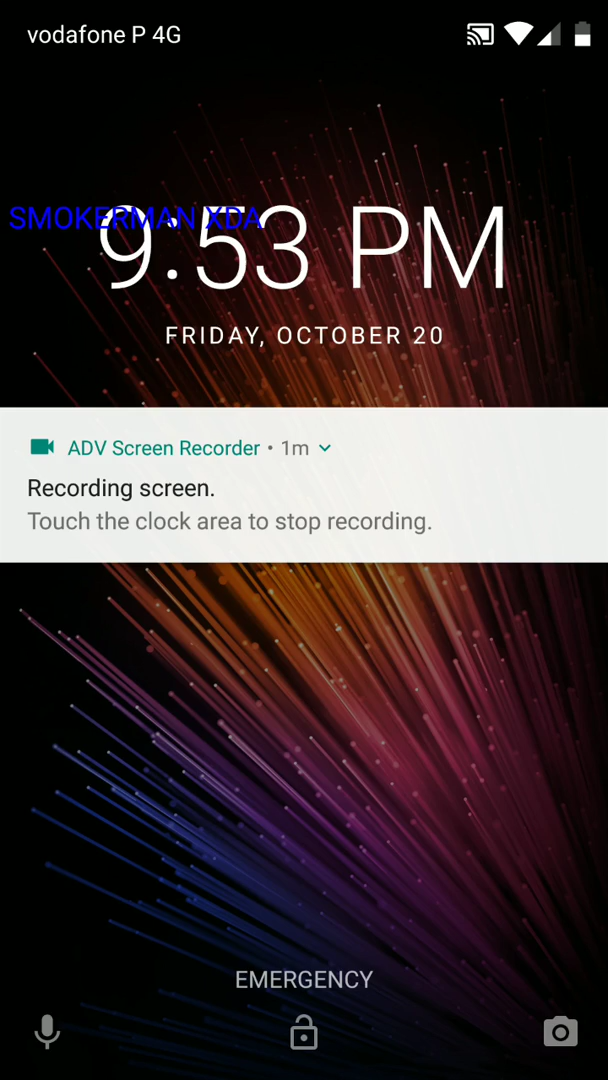 vodafone P 4G
SMOKERMAN XDA
9:53 PM
FRIDAY, OCTOBER 20
ADV Screen Recorder • 1m
Recording screen.
Touch the clock area to stop recording.
EMERGENCY